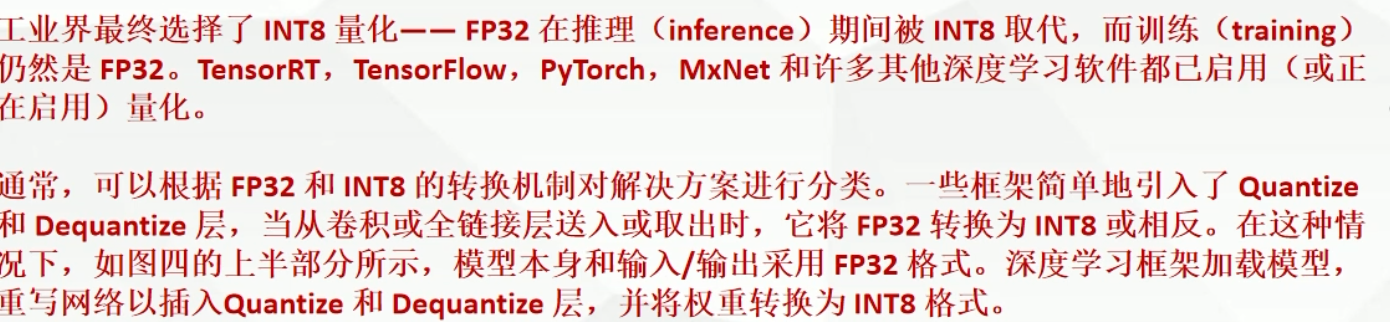 工业界最终选择了 INT8 量化—— FP32 在推理（inference）期间被 INT8 取代，而训练（training）
仍然是 FP32。TensorRT，TensorFlow，PyTorch，MxNet 和许多其他深度学习软件都已启用（或正
在启用）量化。
通常，可以根据 FP32 和 INT8 的转换机制对解决方案进行分类。一些框架简单地引入了 Quantize
和 Dequantize 层，当从卷积或全链接层送入或取出时，它将 FP32 转换为 INT8 或相反。在这种情
况下，如图四的上半部分所示，模型本身和输入/输出采用 FP32 格式。深度学习框架加载模型，
重写网络以插入Quantize 和 Dequantize 层，并将权重转换为 INT8 格式。